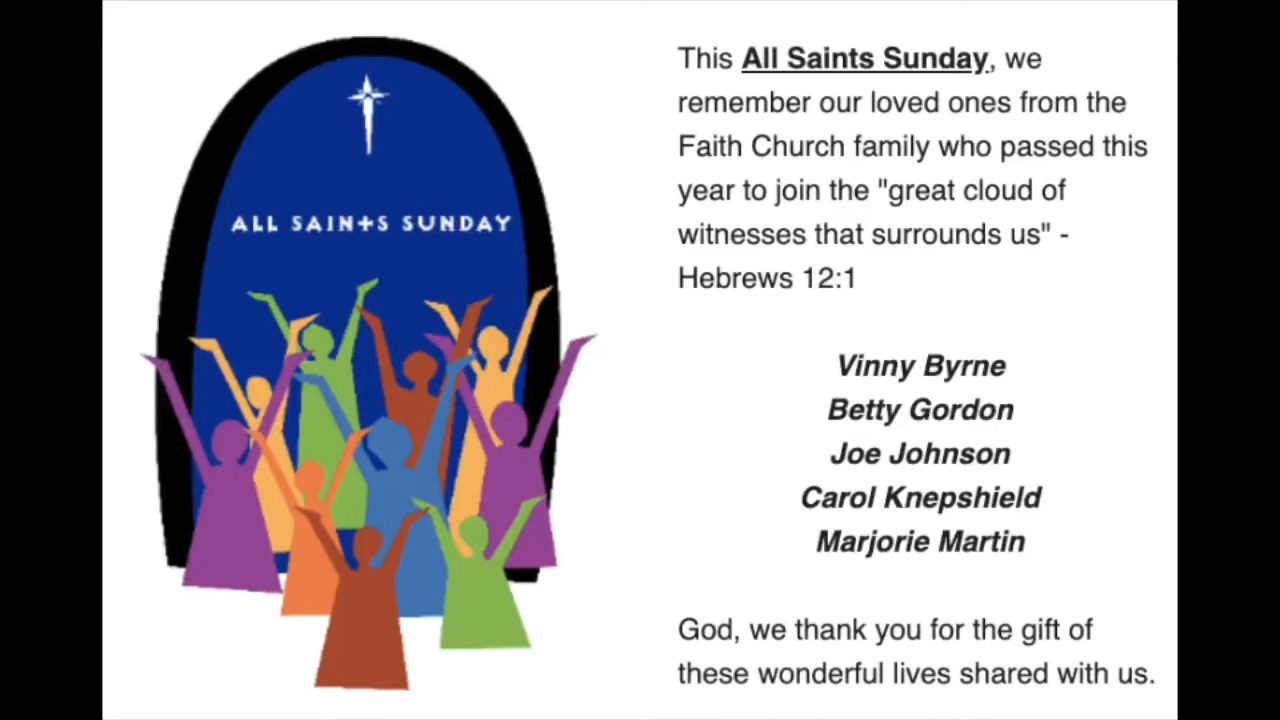 ALL SAINTS SUNDAY
This All Saints Sunday, we
remember our loved ones from the
Faith Church family who passed this
year to join the "great cloud of
witnesses that surrounds us" -
Hebrews 12:1
Vinny Byrne
Betty Gordon
Joe Johnson
Carol Knepshield
Marjorie Martin
God, we thank you for the gift of
these wonderful lives shared with us.